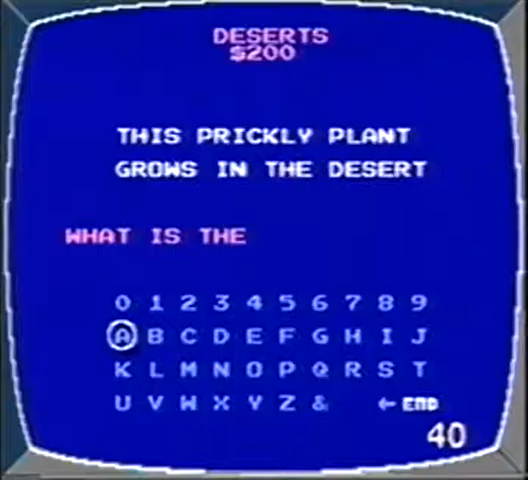 DESERTS
$200
THIS PRICKLY PLANT
GROWS IN THE DESERT
WHAT IS THE
0 1 2 3 4 5 6 7 8 9
A B C D E F G H I J
K L M N O P Q R S T
U V W X Y Z & ← END
40